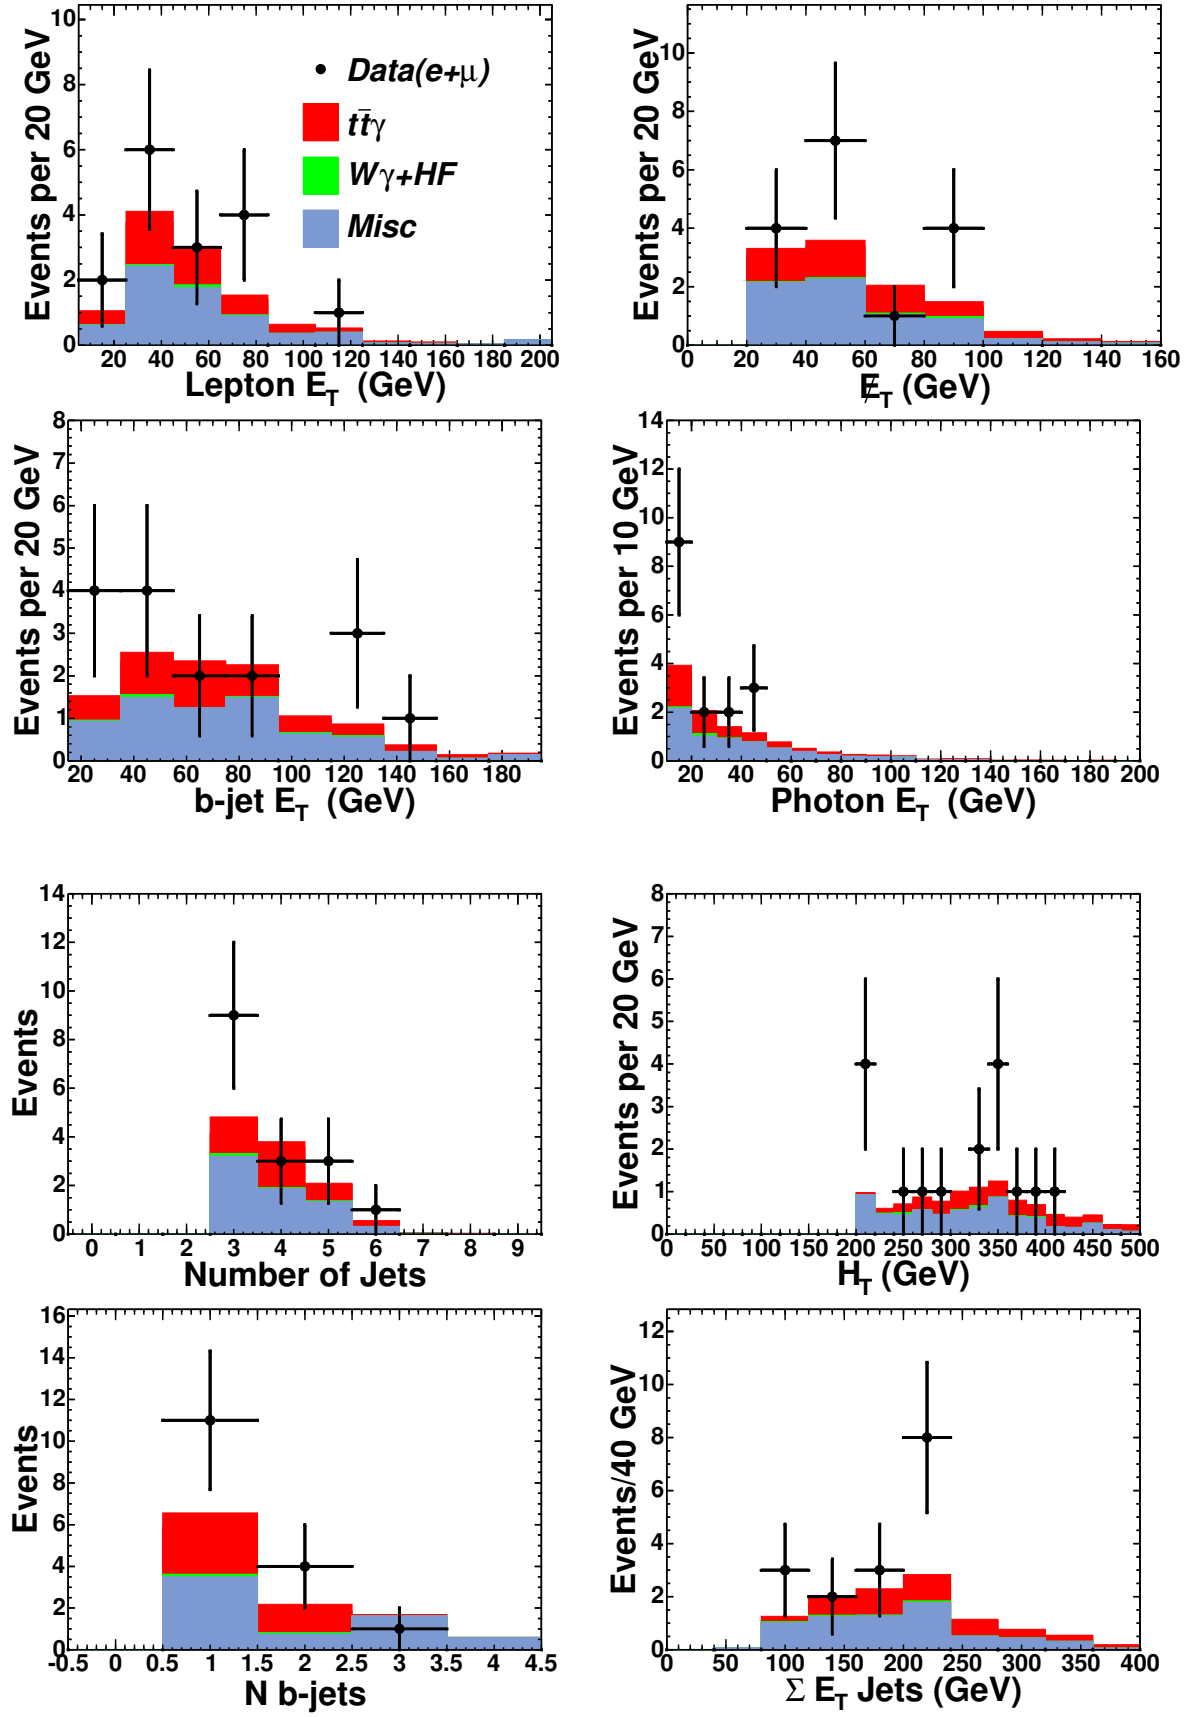 Events per 20 GeV
10
8
6
4
2
0
Data(e+μ)
tt̄γ
Wγ+HF
Misc
20 40 60 80 100 120 140 160 180 200
Lepton E_T (GeV)
Events per 20 GeV
10
8
6
4
2
0
0 20 40 60 80 100 120 140 160
E̸_T (GeV)
Events per 20 GeV
8
7
6
5
4
3
2
1
0
20 40 60 80 100 120 140 160 180
b-jet E_T (GeV)
Events per 10 GeV
14
12
10
8
6
4
2
0
20 40 60 80 100 120 140 160 180 200
Photon E_T (GeV)
Events
14
12
10
8
6
4
2
0
0 1 2 3 4 5 6 7 8 9
Number of Jets
Events per 20 GeV
8
7
6
5
4
3
2
1
0
0 50 100 150 200 250 300 350 400 450 500
H_T (GeV)
Events
16
14
12
10
8
6
4
2
0
-0.5 0 0.5 1 1.5 2 2.5 3 3.5 4 4.5
N b-jets
Events/40 GeV
12
10
8
6
4
2
0
0 50 100 150 200 250 300 350 400
Σ E_T Jets (GeV)